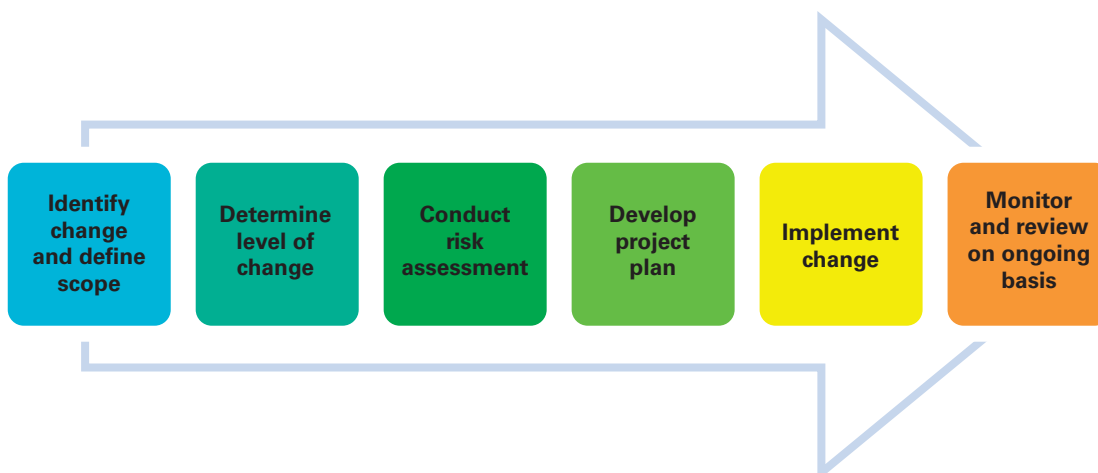 Identify
change
and define
scope
Determine
level of
change
Conduct
risk
assessment
Develop
project
plan
Implement
change
Monitor
and review
on ongoing
basis